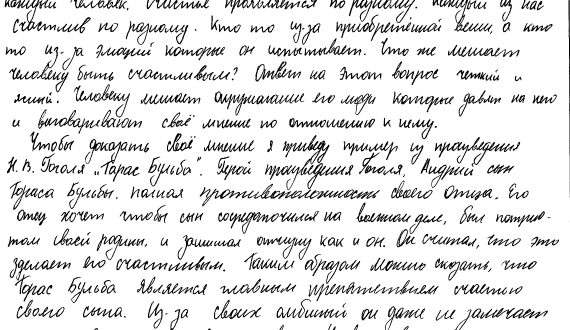 каждый человек. Счастье проявляется по разному. Каждый из нас
счастлив по разному. Кто то из за приобретённой вещи, а кто
то из-за эмоций которые он испытывает. Что же мешает
человеку быть счастливым? Ответ на этот вопрос четкий и
ясный. Человеку мешает окружающие его люди которые давят на него
и выговаривают своё мнение по отношению к нему.
Чтобы доказать своё мнение я приведу пример из произведения
Н. В. Гоголя „Тарас Бульба". Герой произведения Гоголя, Андрий сын
Тараса Бульбы. полная противоположность своего отца. Его
отец хочет чтобы сын сосредоточился на военном деле, был патрио-
том своей родины, и защищал отчизну как и он. Он считал, что это
зделает его счастливым. Таким образом можно сказать, что
Тарас Бульба является главным препятствием счастью
своего сына. Из-за своих амбиций он даже не замечает